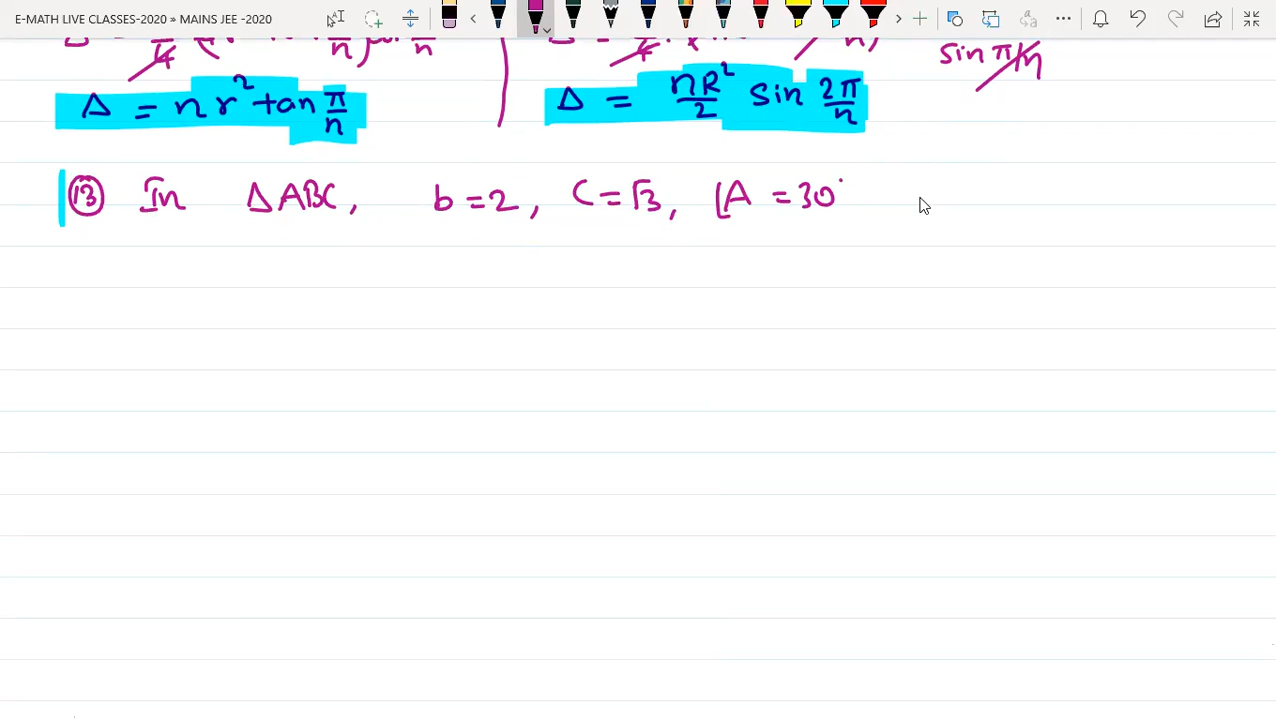 E-MATH LIVE CLASSES-2020 » MAINS JEE -2020
Δ = n r² tan π/n
Δ = nR²/2 sin 2π/n
sin π/n
⑬ In ΔABC, b = 2, C = √3, ∠A = 30°